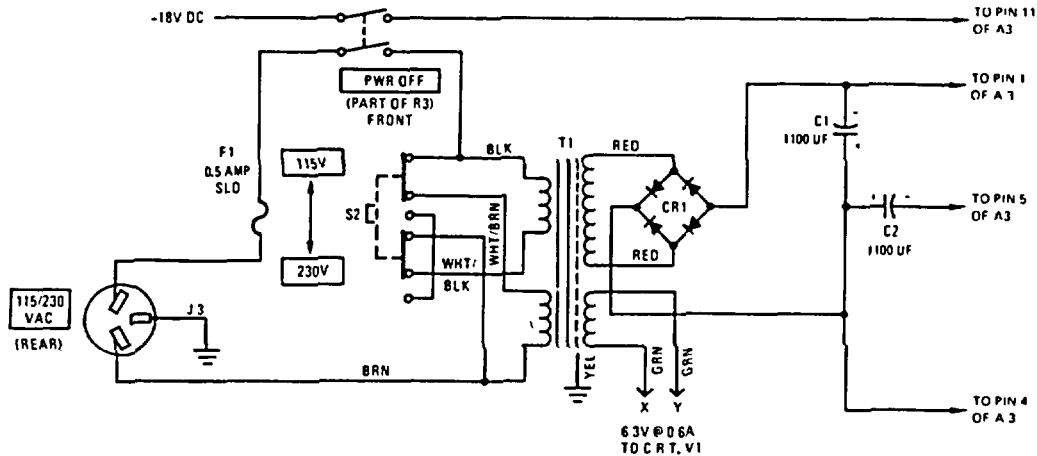 -18V DC
TO PIN 11
OF A3
PWR OFF
(PART OF R3)
FRONT
TO PIN 1
OF A3
C1
1100 UF
F1
0.5 AMP
SLO
115V
BLK
T1
RED
CR1
S2
WHT/BRN
TO PIN 5
OF A3
C2
1100 UF
230V
WHT/
BLK
RED
115/230
VAC
(REAR)
J3
BRN
YEL
GRN
GRN
X Y
6.3V @ 0.6A
TO C R T, V1
TO PIN 4
OF A3